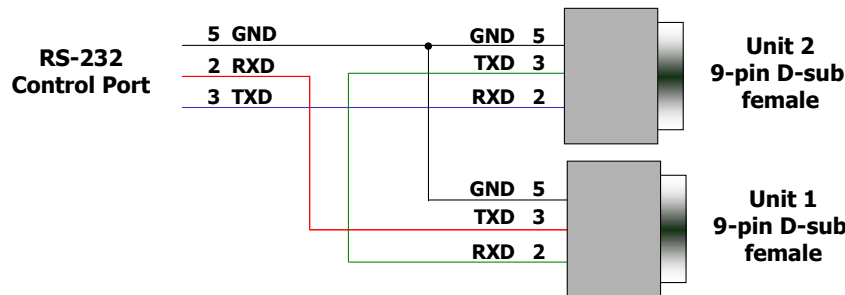 RS-232
Control Port
5 GND
2 RXD
3 TXD
GND 5
TXD 3
RXD 2
Unit 2
9-pin D-sub
female
GND 5
TXD 3
RXD 2
Unit 1
9-pin D-sub
female